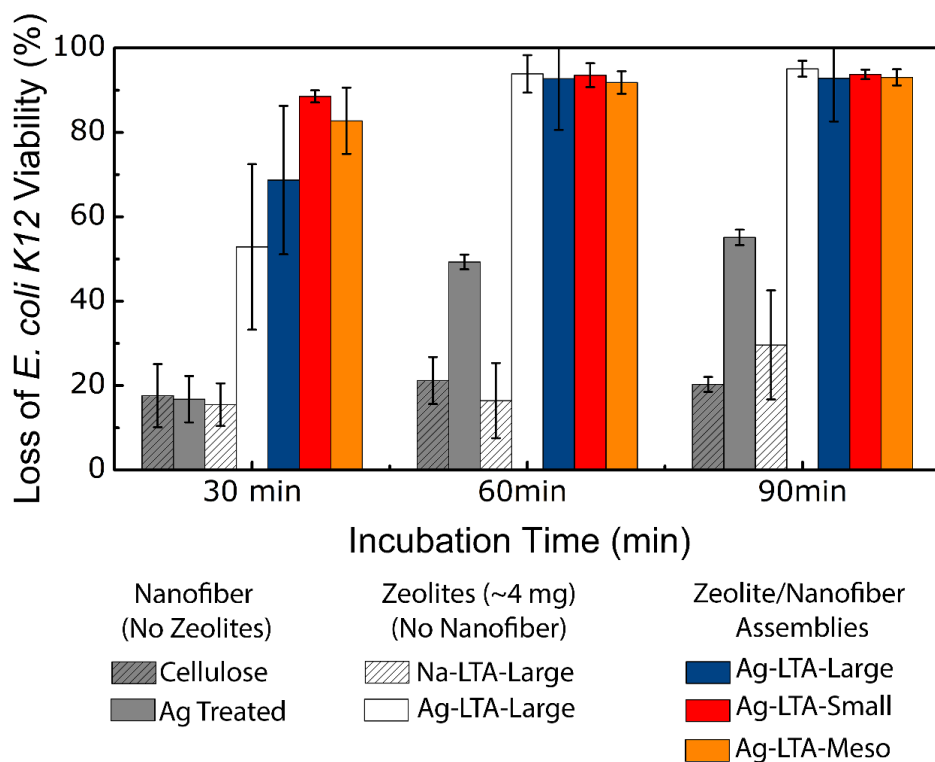 Loss of E. coli K12 Viability (%)
100
80
60
40
20
0
30 min
60min
90min
Incubation Time (min)
Nanofiber
(No Zeolites)
Cellulose
Ag Treated
Zeolites (~4 mg)
(No Nanofiber)
Na-LTA-Large
Ag-LTA-Large
Zeolite/Nanofiber
Assemblies
Ag-LTA-Large
Ag-LTA-Small
Ag-LTA-Meso